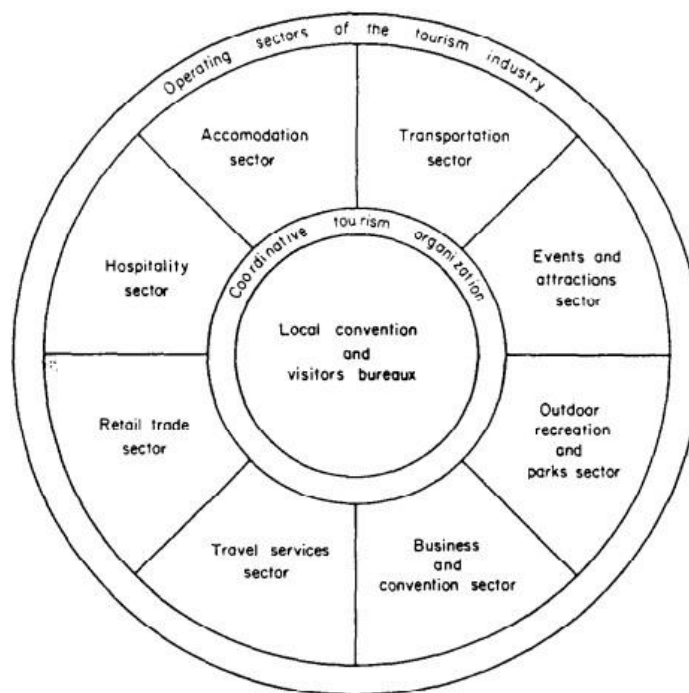 Operating sectors of the tourism industry
Accomodation
sector
Transportation
sector
Hospitality
sector
Coordinative tourism organization
Events and
attractions
sector
Local convention
and
visitors bureaux
Retail trade
sector
Outdoor
recreation
and
parks sector
Travel services
sector
Business
and
convention sector